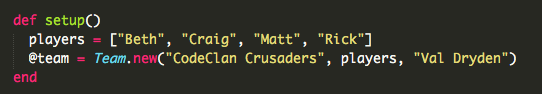 def setup()
  players = ["Beth", "Craig", "Matt", "Rick"]
  @team = Team.new("CodeClan Crusaders", players, "Val Dryden")
end